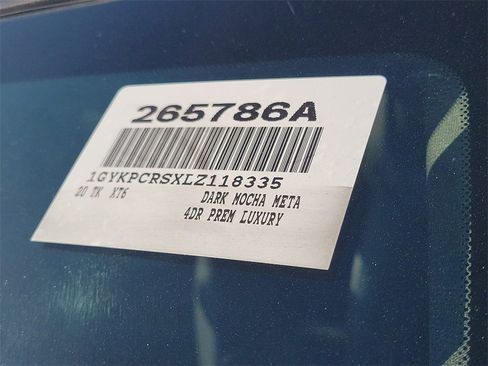 265786A
1GYKPCRSXLZ118335
20 TK XT6 DARK MOCHA META
4DR PREM LUXURY